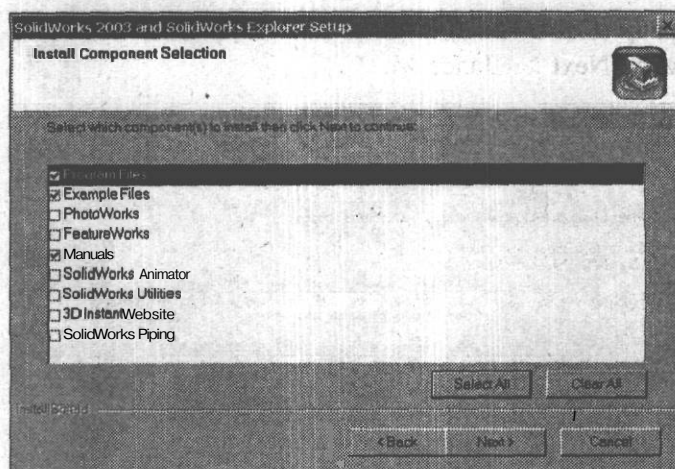 SolidWorks 2003 and SolidWorks Explorer Setup
Install Component Selection
Select which component(s) to install then click Next to continue:
Program Files
Example Files
PhotoWorks
FeatureWorks
Manuals
SolidWorks Animator
SolidWorks Utilities
3D Instant Website
SolidWorks Piping
Select All
Clear All
< Back
Next >
Cancel